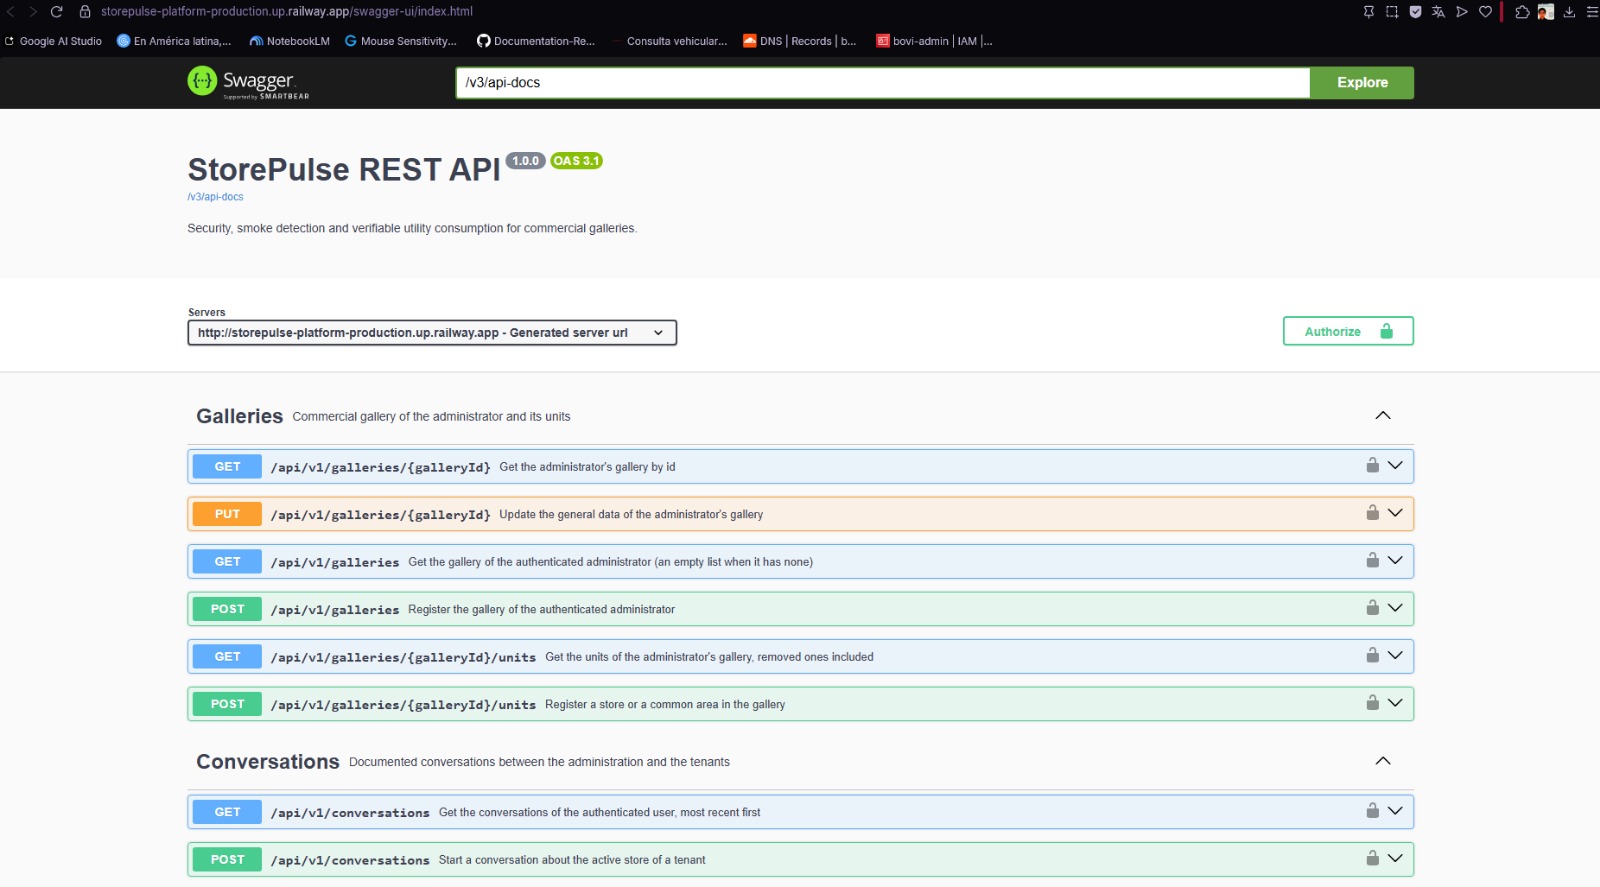 storepulse-platform-production.up.railway.app/swagger-ui/index.html
Google AI Studio
En América latina,...
NotebookLM
Mouse Sensitivity...
Documentation-Re...
Consulta vehicular...
DNS | Records | b...
bovi-admin | IAM |...
Swagger.
Supported by SMARTBEAR
/v3/api-docs
Explore
StorePulse REST API 1.0.0 OAS 3.1
/v3/api-docs
Security, smoke detection and verifiable utility consumption for commercial galleries.
Servers
http://storepulse-platform-production.up.railway.app - Generated server url
Authorize
Galleries Commercial gallery of the administrator and its units
GET /api/v1/galleries/{galleryId} Get the administrator's gallery by id
PUT /api/v1/galleries/{galleryId} Update the general data of the administrator's gallery
GET /api/v1/galleries Get the gallery of the authenticated administrator (an empty list when it has none)
POST /api/v1/galleries Register the gallery of the authenticated administrator
GET /api/v1/galleries/{galleryId}/units Get the units of the administrator's gallery, removed ones included
POST /api/v1/galleries/{galleryId}/units Register a store or a common area in the gallery
Conversations Documented conversations between the administration and the tenants
GET /api/v1/conversations Get the conversations of the authenticated user, most recent first
POST /api/v1/conversations Start a conversation about the active store of a tenant